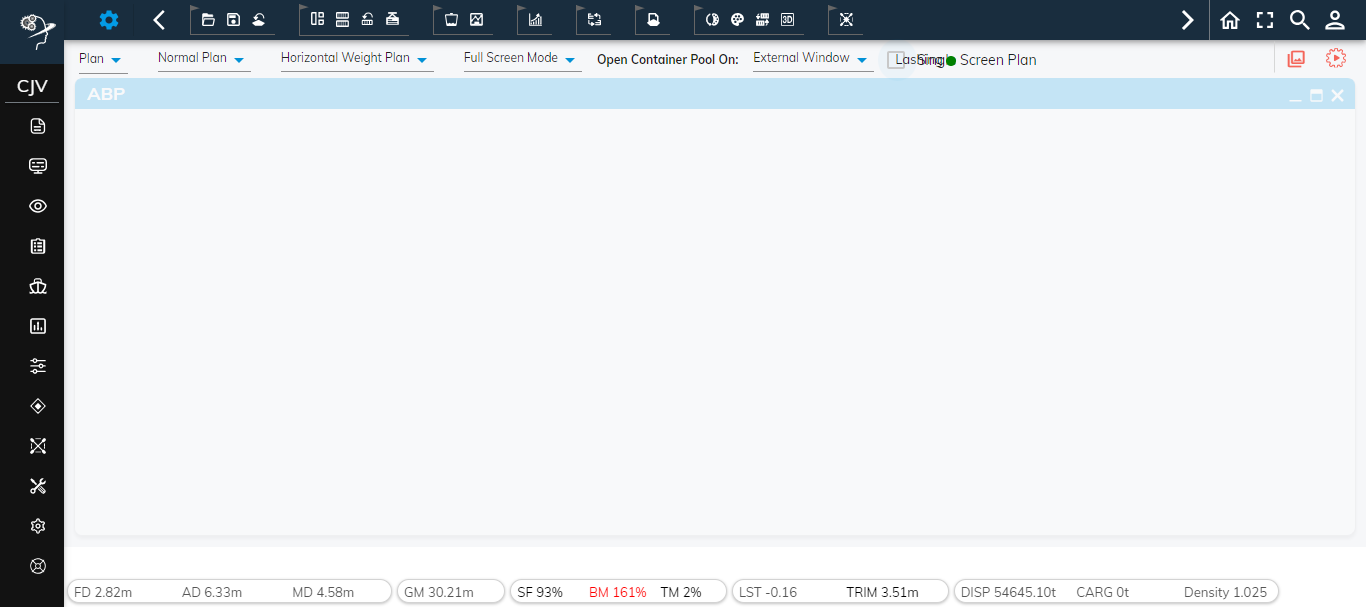 3D
CJV
Plan Normal Plan Horizontal Weight Plan Full Screen Mode Open Container Pool On: External Window Lashing Screen Plan
ABP
FD 2.82m AD 6.33m MD 4.58m GM 30.21m SF 93% BM 161% TM 2% LST -0.16 TRIM 3.51m DISP 54645.10t CARG 0t Density 1.025